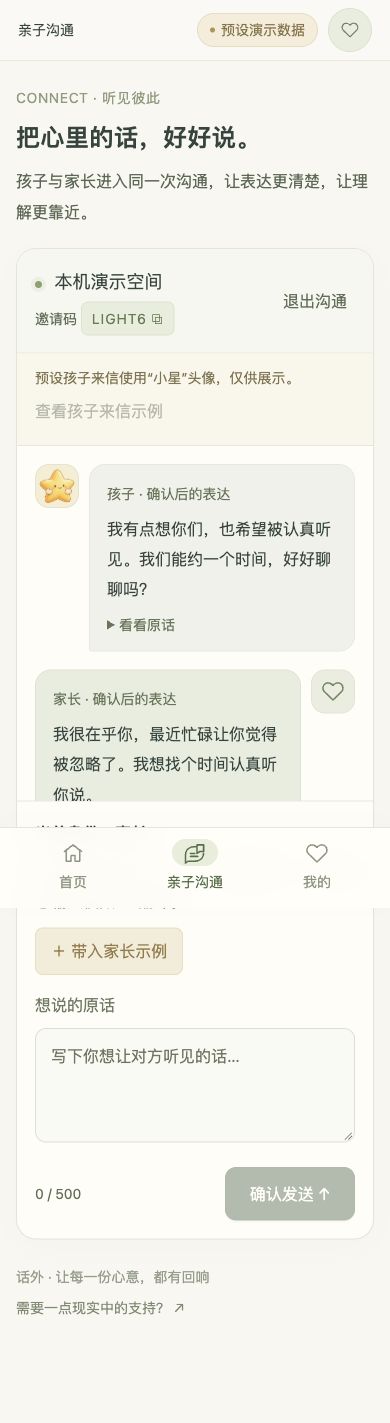 亲子沟通
预设演示数据
CONNECT · 听见彼此
把心里的话，好好说。
孩子与家长进入同一次沟通，让表达更清楚，让理
解更靠近。
本机演示空间
邀请码 LIGHT6
退出沟通
预设孩子来信使用“小星”头像，仅供展示。
查看孩子来信示例
孩子 · 确认后的表达
我有点想你们，也希望被认真听
见。我们能约一个时间，好好聊
聊吗？
▶ 看看原话
家长 · 确认后的表达
我很在乎你，最近忙碌让你觉得
被忽略了。我想找个时间认真听
你说。
首页
亲子沟通
我的
+ 带入家长示例
想说的原话
写下你想让对方听见的话...
0 / 500
确认发送 ↑
话外 · 让每一份心意，都有回响
需要一点现实中的支持？ ↗